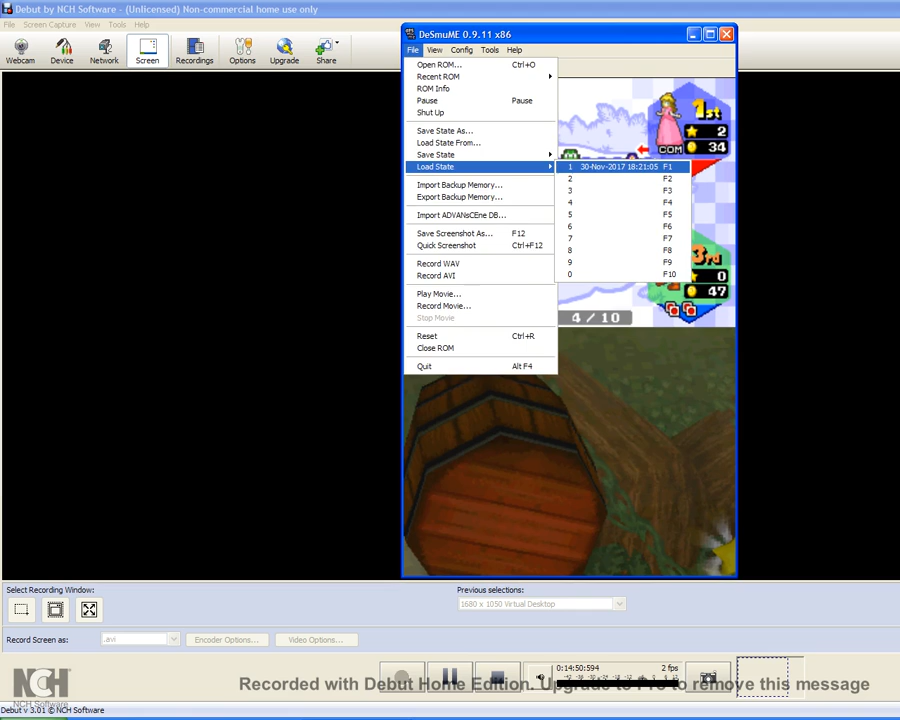 Debut by NCH Software - (Unlicensed) Non-commercial home use only
File Screen Capture View Tools Help
Webcam Device Network Screen Recordings Options Upgrade Share
DeSmuME 0.9.11 x86
File View Config Tools Help
Open ROM... Ctrl+O
Recent ROM
ROM Info
Pause Pause
Shut Up
Save State As...
Load State From...
Save State
Load State
Import Backup Memory...
Export Backup Memory...
Import ADVANsCEne DB...
Save Screenshot As... F12
Quick Screenshot Ctrl+F12
Record WAV
Record AVI
Play Movie...
Record Movie...
Stop Movie
Reset Ctrl+R
Close ROM
Quit Alt F4
1 30-Nov-2017 18:21:05 F1
2 F2
3 F3
4 F4
5 F5
6 F6
7 F7
8 F8
9 F9
0 F10
1st
2
COM 34
3rd
0
47
4/10
Select Recording Window:
Previous selections:
1680 x 1050 Virtual Desktop
Record Screen as: .avi Encoder Options... Video Options...
0:14:50:594 2 fps
NCH
NCH Software
Recorded with Debut Home Edition. Upgrade to Pro to remove this message
Debut v 3.01 © NCH Software